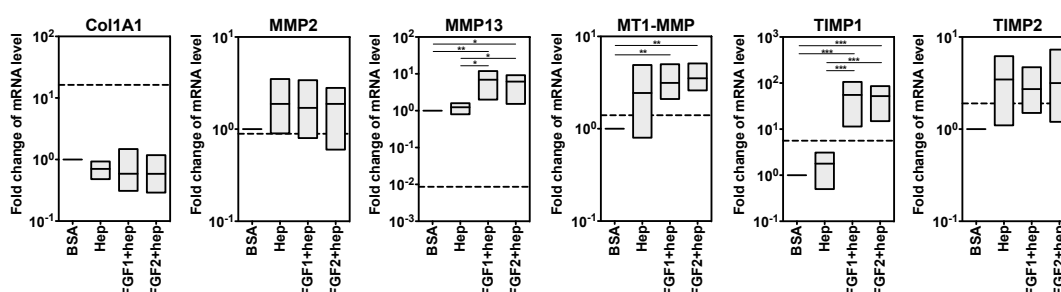 Col1A1
Fold change of mRNA level
10²
10¹
10⁰
10⁻¹
BSA
Hep
FGF1+hep
FGF2+hep
MMP2
Fold change of mRNA level
10¹
10⁰
10⁻¹
BSA
Hep
FGF1+hep
FGF2+hep
MMP13
Fold change of mRNA level
10²
10¹
10⁰
10⁻¹
10⁻²
10⁻³
*
**
*
*
BSA
Hep
FGF1+hep
FGF2+hep
MT1-MMP
Fold change of mRNA level
10¹
10⁰
10⁻¹
**
**
BSA
Hep
FGF1+hep
FGF2+hep
TIMP1
Fold change of mRNA level
10³
10²
10¹
10⁰
10⁻¹
***
***
***
***
BSA
Hep
FGF1+hep
FGF2+hep
TIMP2
Fold change of mRNA level
10¹
10⁰
10⁻¹
BSA
Hep
FGF1+hep
FGF2+hep